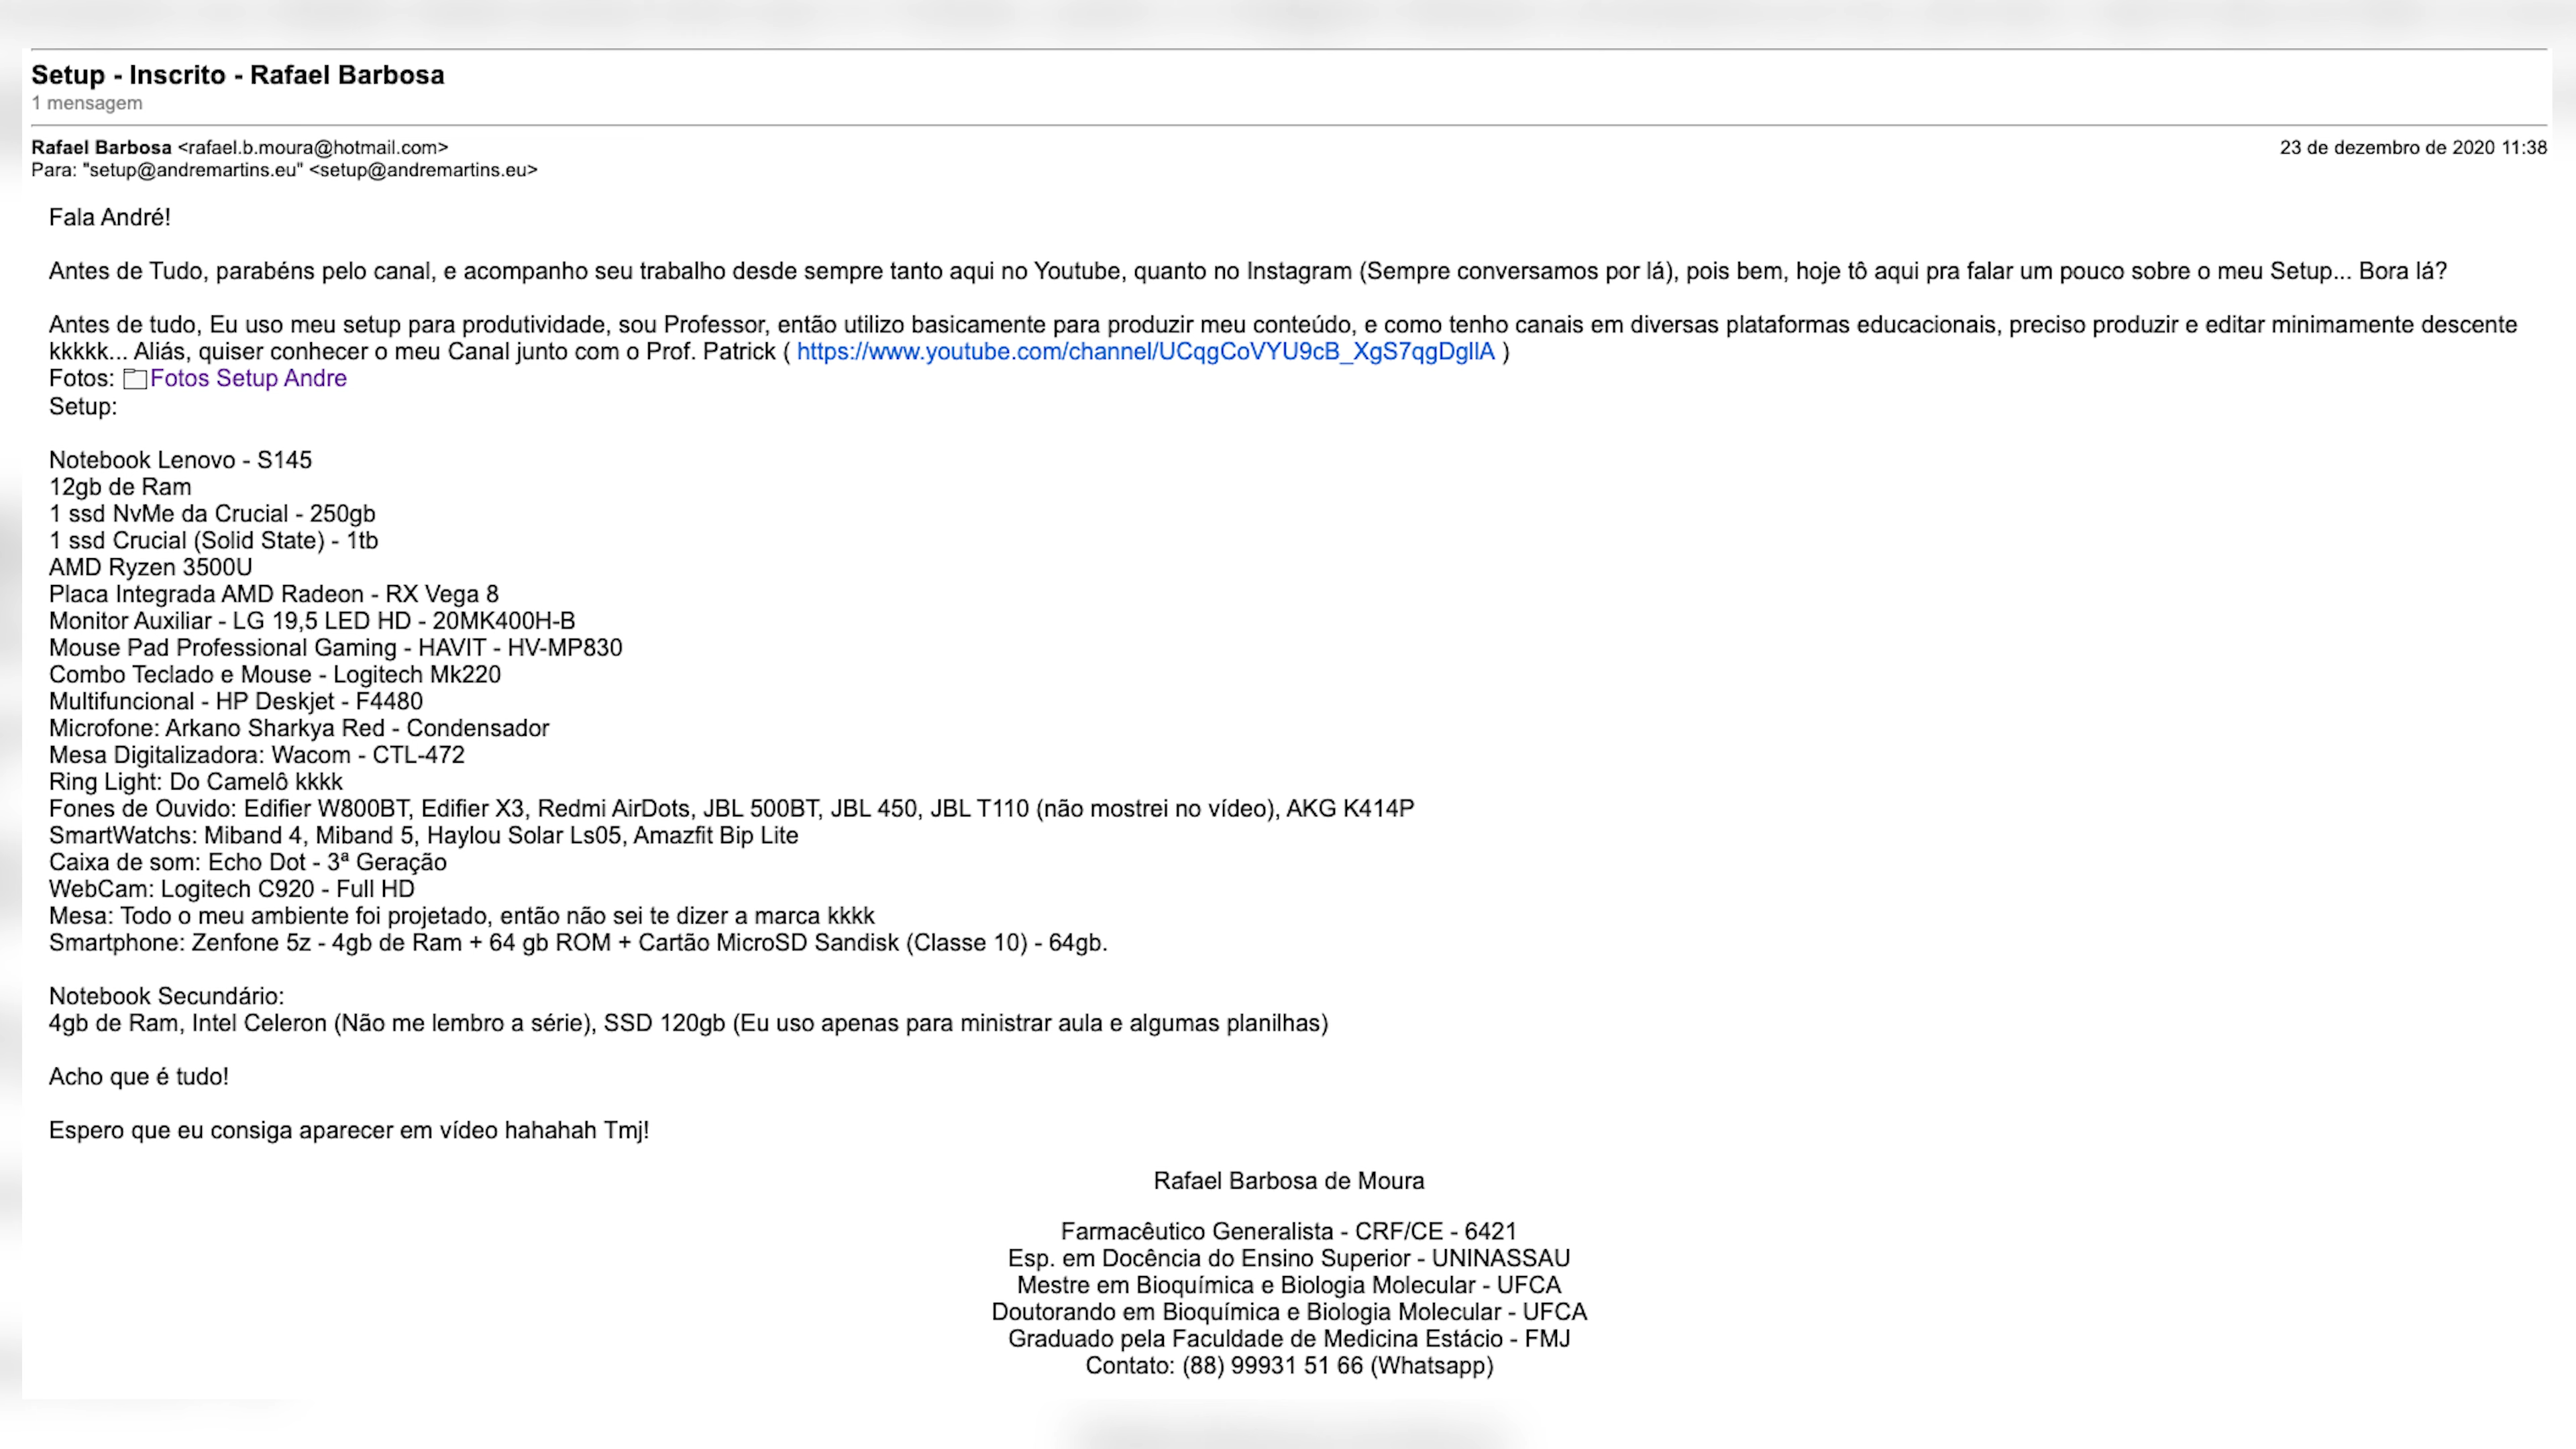 Setup - Inscrito - Rafael Barbosa
1 mensagem
Rafael Barbosa <rafael.b.moura@hotmail.com>
23 de dezembro de 2020 11:38
Para: "setup@andremartins.eu" <setup@andremartins.eu>
Fala André!
Antes de Tudo, parabéns pelo canal, e acompanho seu trabalho desde sempre tanto aqui no Youtube, quanto no Instagram (Sempre conversamos por lá), pois bem, hoje tô aqui pra falar um pouco sobre o meu Setup... Bora lá?
Antes de tudo, Eu uso meu setup para produtividade, sou Professor, então utilizo basicamente para produzir meu conteúdo, e como tenho canais em diversas plataformas educacionais, preciso produzir e editar minimamente descente
kkkkk... Aliás, quiser conhecer o meu Canal junto com o Prof. Patrick ( https://www.youtube.com/channel/UCqgCoVYU9cB_XgS7qgDgllA )
Fotos: Fotos Setup Andre
Setup:
Notebook Lenovo - S145
12gb de Ram
1 ssd NvMe da Crucial - 250gb
1 ssd Crucial (Solid State) - 1tb
AMD Ryzen 3500U
Placa Integrada AMD Radeon - RX Vega 8
Monitor Auxiliar - LG 19,5 LED HD - 20MK400H-B
Mouse Pad Professional Gaming - HAVIT - HV-MP830
Combo Teclado e Mouse - Logitech Mk220
Multifuncional - HP Deskjet - F4480
Microfone: Arkano Sharkya Red - Condensador
Mesa Digitalizadora: Wacom - CTL-472
Ring Light: Do Camelô kkkk
Fones de Ouvido: Edifier W800BT, Edifier X3, Redmi AirDots, JBL 500BT, JBL 450, JBL T110 (não mostrei no vídeo), AKG K414P
SmartWatchs: Miband 4, Miband 5, Haylou Solar Ls05, Amazfit Bip Lite
Caixa de som: Echo Dot - 3ª Geração
WebCam: Logitech C920 - Full HD
Mesa: Todo o meu ambiente foi projetado, então não sei te dizer a marca kkkk
Smartphone: Zenfone 5z - 4gb de Ram + 64 gb ROM + Cartão MicroSD Sandisk (Classe 10) - 64gb.
Notebook Secundário:
4gb de Ram, Intel Celeron (Não me lembro a série), SSD 120gb (Eu uso apenas para ministrar aula e algumas planilhas)
Acho que é tudo!
Espero que eu consiga aparecer em vídeo hahahah Tmj!
Rafael Barbosa de Moura
Farmacêutico Generalista - CRF/CE - 6421
Esp. em Docência do Ensino Superior - UNINASSAU
Mestre em Bioquímica e Biologia Molecular - UFCA
Doutorando em Bioquímica e Biologia Molecular - UFCA
Graduado pela Faculdade de Medicina Estácio - FMJ
Contato: (88) 99931 51 66 (Whatsapp)